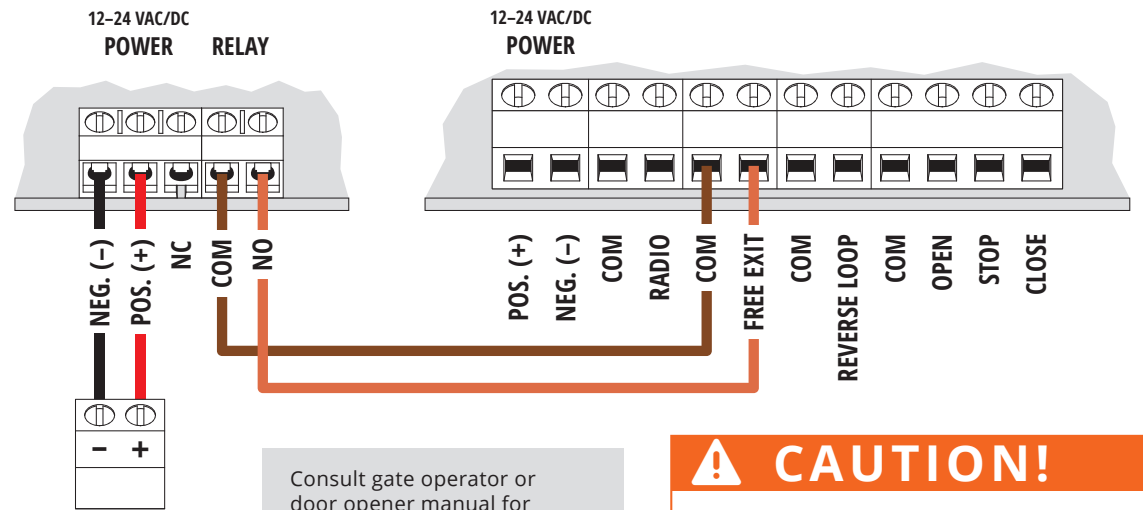 12–24 VAC/DC
POWER RELAY
12–24 VAC/DC
POWER
NEG. (–)
POS. (+)
NC
COM
NO
POS. (+)
NEG. (–)
COM
RADIO
COM
FREE EXIT
COM
REVERSE LOOP
COM
OPEN
STOP
CLOSE
– +
Consult gate operator or
door opener manual for
CAUTION!